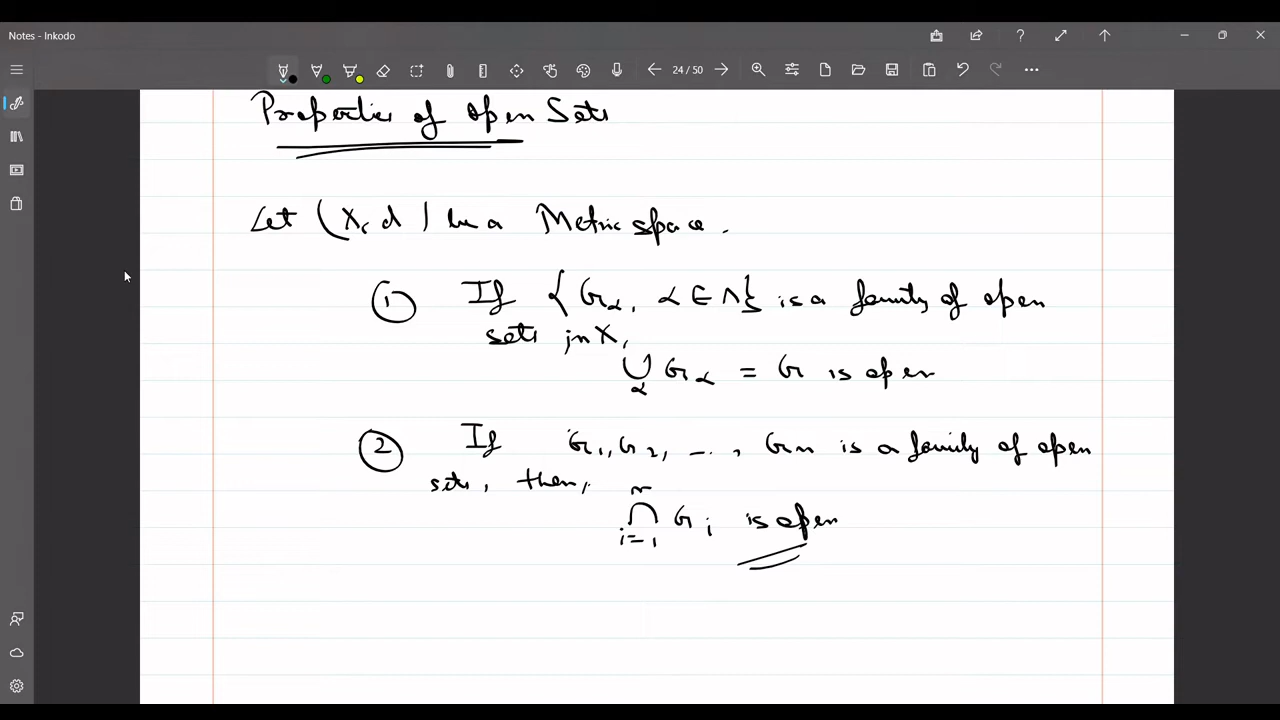 Notes - Inkodo
24 / 50
Properties of open Sets
Let (X, d) be a Metric space.
① If {Gα, α ∈ Λ} is a family of open
sets in X,
⋃α Gα = G is open
② If G1, G2, ..., Gn is a family of open
sets, then,
n
⋂ Gi is open
i=1